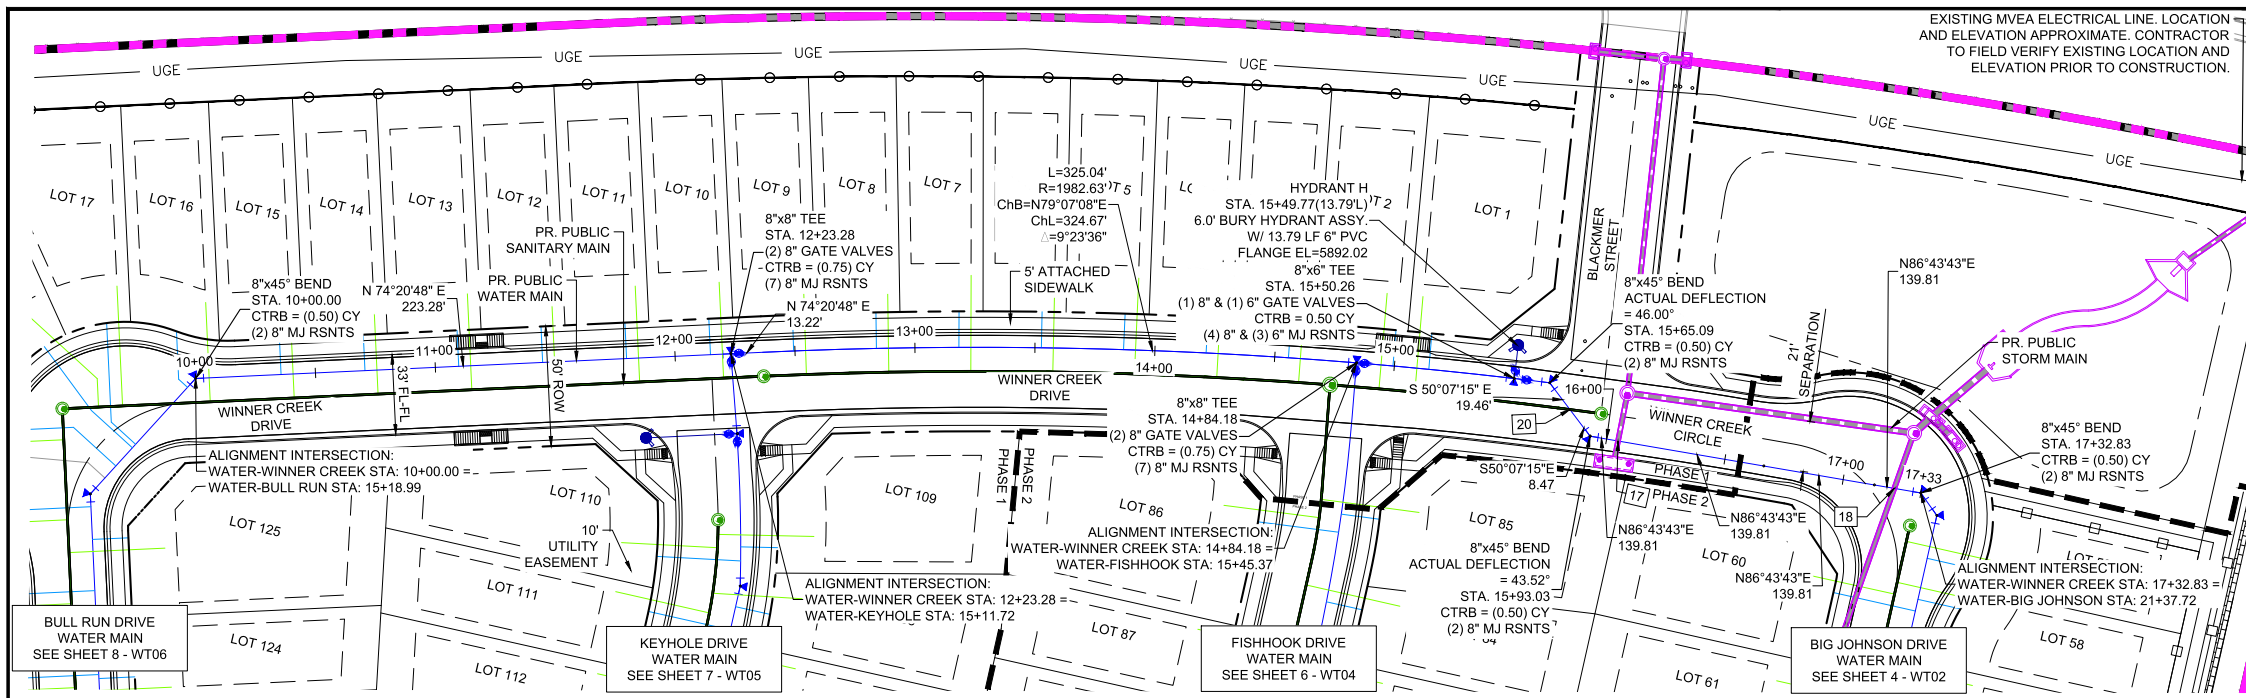 EXISTING MVEA ELECTRICAL LINE. LOCATION
AND ELEVATION APPROXIMATE. CONTRACTOR
TO FIELD VERIFY EXISTING LOCATION AND
ELEVATION PRIOR TO CONSTRUCTION.
UGE
UGE
UGE
UGE
UGE
UGE
UGE
LOT 17
LOT 16
LOT 15
LOT 14
LOT 13
LOT 12
LOT 11
LOT 10
LOT 9
LOT 8
LOT 7
LOT 1
L=325.04'
R=1982.63'
ChB=N79°07'08"E
ChL=324.67'
△=9°23'36"
HYDRANT H
STA. 15+49.77(13.79'L)
6.0' BURY HYDRANT ASSY.
W/ 13.79 LF 6" PVC
FLANGE EL=5892.02
8"x6" TEE
STA. 15+50.26
(1) 8" & (1) 6" GATE VALVES
CTRB = 0.50 CY
(4) 8" & (3) 6" MJ RSNTS
BLACKMER
STREET
8"x8" TEE
STA. 12+23.28
(2) 8" GATE VALVES
CTRB = (0.75) CY
(7) 8" MJ RSNTS
PR. PUBLIC
SANITARY MAIN
PR. PUBLIC
WATER MAIN
8"x45° BEND
STA. 10+00.00
CTRB = (0.50) CY
(2) 8" MJ RSNTS
N 74°20'48" E
223.28'
N 74°20'48" E
13.22'
5' ATTACHED
SIDEWALK
8"x45° BEND
ACTUAL DEFLECTION
= 46.00°
STA. 15+65.09
CTRB = (0.50) CY
(2) 8" MJ RSNTS
N86°43'43"E
139.81
21'
SEPARATION
PR. PUBLIC
STORM MAIN
10+00
11+00
12+00
13+00
14+00
15+00
16+00
17+00
17+33
33' FL-FL
50' ROW
WINNER CREEK
DRIVE
WINNER CREEK
DRIVE
WINNER CREEK
CIRCLE
S 50°07'15" E
19.46'
20
8"x8" TEE
STA. 14+84.18
(2) 8" GATE VALVES
CTRB = (0.75) CY
(7) 8" MJ RSNTS
8"x45° BEND
STA. 17+32.83
CTRB = (0.50) CY
(2) 8" MJ RSNTS
ALIGNMENT INTERSECTION:
WATER-WINNER CREEK STA: 10+00.00 =
WATER-BULL RUN STA: 15+18.99
PHASE 1
PHASE 2
PHASE 1
PHASE 2
S50°07'15"E
8.47
17
18
N86°43'43"E
139.81
N86°43'43"E
139.81
N86°43'43"E
139.81
LOT 125
LOT 110
LOT 109
LOT 86
LOT 85
LOT 60
10'
UTILITY
EASEMENT
ALIGNMENT INTERSECTION:
WATER-WINNER CREEK STA: 14+84.18 =
WATER-FISHHOOK STA: 15+45.37
8"x45° BEND
ACTUAL DEFLECTION
= 43.52°
STA. 15+93.03
CTRB = (0.50) CY
(2) 8" MJ RSNTS
ALIGNMENT INTERSECTION:
WATER-WINNER CREEK STA: 12+23.28 =
WATER-KEYHOLE STA: 15+11.72
ALIGNMENT INTERSECTION:
WATER-WINNER CREEK STA: 17+32.83 =
WATER-BIG JOHNSON STA: 21+37.72
LOT 124
LOT 111
LOT 112
LOT 87
LOT 61
LOT 58
BULL RUN DRIVE
WATER MAIN
SEE SHEET 8 - WT06
KEYHOLE DRIVE
WATER MAIN
SEE SHEET 7 - WT05
FISHHOOK DRIVE
WATER MAIN
SEE SHEET 6 - WT04
BIG JOHNSON DRIVE
WATER MAIN
SEE SHEET 4 - WT02